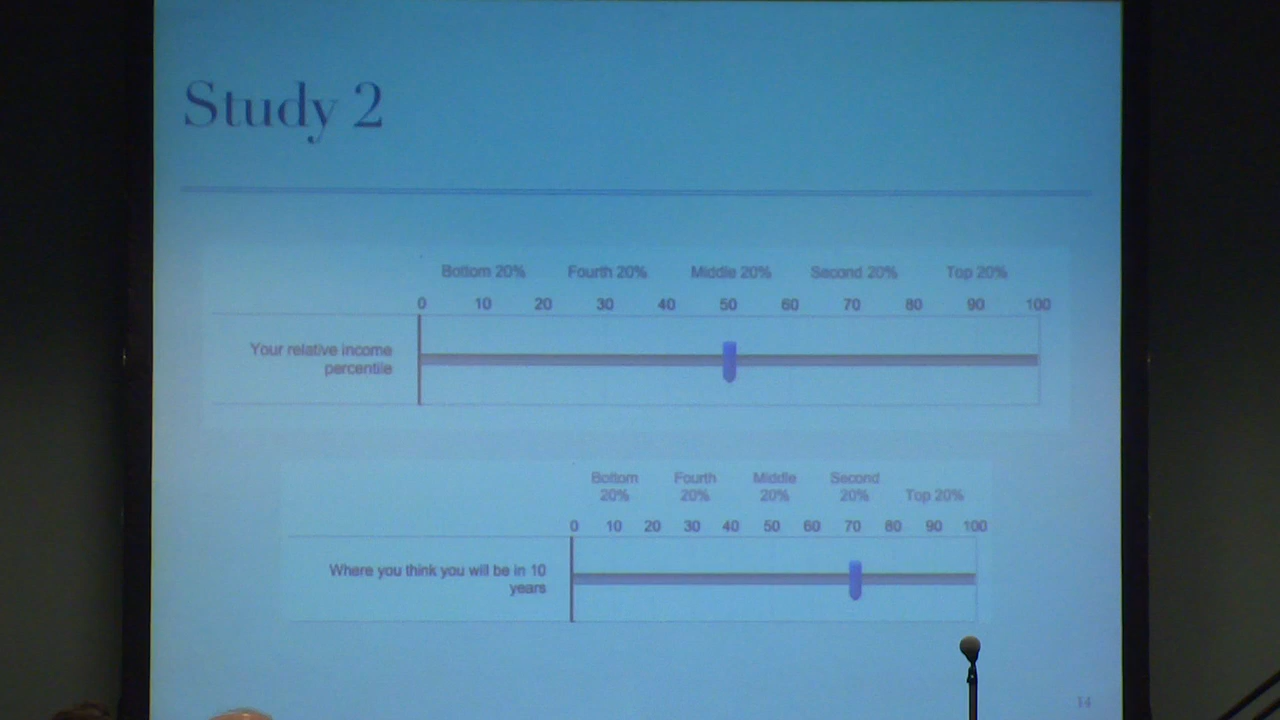 Study 2
Bottom 20% Fourth 20% Middle 20% Second 20% Top 20%
0 10 20 30 40 50 60 70 80 90 100
Your relative income
percentile
Bottom Fourth Middle Second
20% 20% 20% 20% Top 20%
0 10 20 30 40 50 60 70 80 90 100
Where you think you will be in 10
years
14